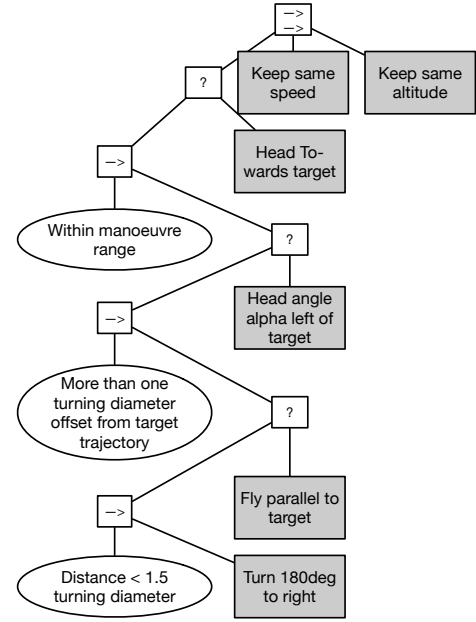 —>
—>
Keep same
speed
Keep same
altitude
?
Head To-
wards target
—>
Within manoeuvre
range
?
Head angle
alpha left of
target
—>
More than one
turning diameter
offset from target
trajectory
?
Fly parallel to
target
—>
Distance < 1.5
turning diameter
Turn 180deg
to right